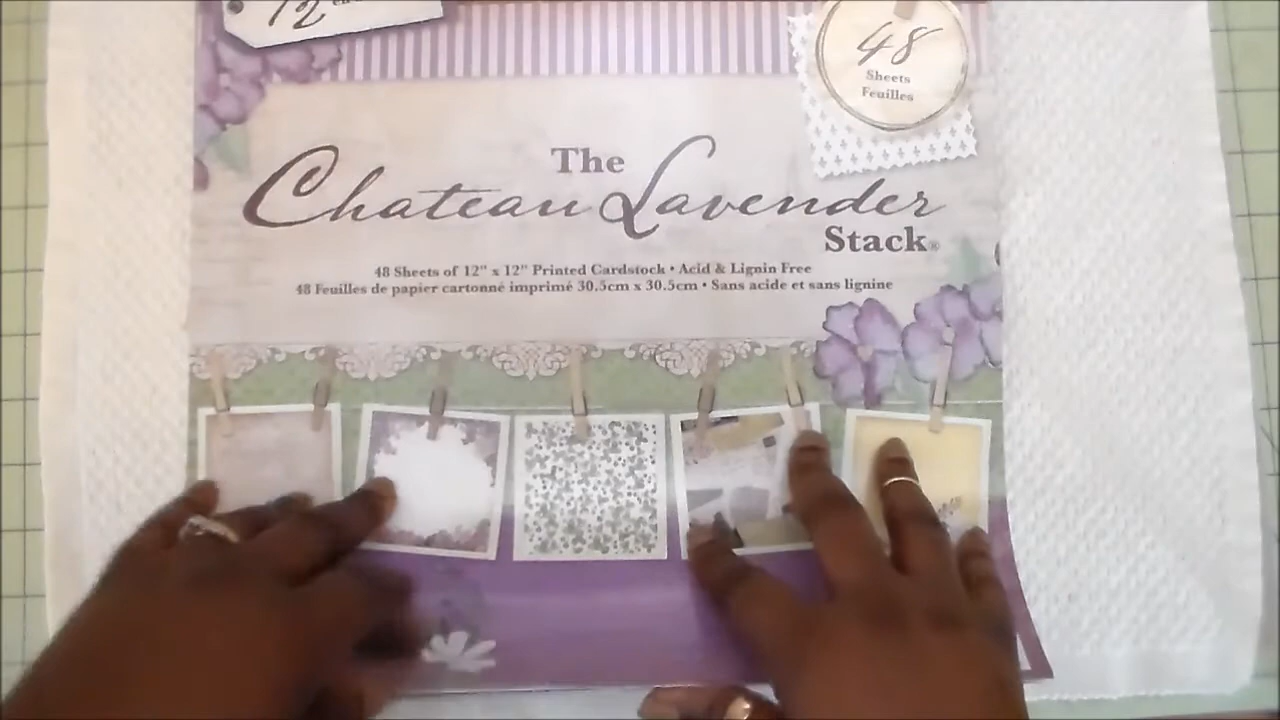 12
48
Sheets
Feuilles
The
Chateau Lavender
Stack®
48 Sheets of 12" x 12" Printed Cardstock • Acid & Lignin Free
48 Feuilles de papier cartonné imprimé 30.5cm x 30.5cm • Sans acide et sans lignine